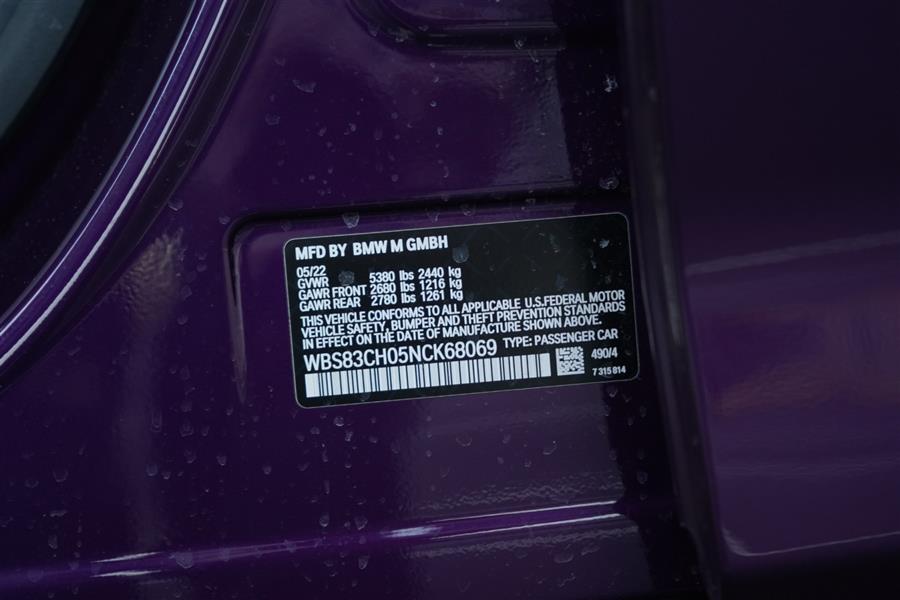 MFD BY BMW M GMBH
05/22
GVWR 5380 lbs 2440 kg
GAWR FRONT 2680 lbs 1216 kg
GAWR REAR 2780 lbs 1261 kg
THIS VEHICLE CONFORMS TO ALL APPLICABLE U.S.FEDERAL MOTOR
VEHICLE SAFETY, BUMPER AND THEFT PREVENTION STANDARDS
IN EFFECT ON THE DATE OF MANUFACTURE SHOWN ABOVE.
WBS83CH05NCK68069 TYPE: PASSENGER CAR
490/4
7 315 814